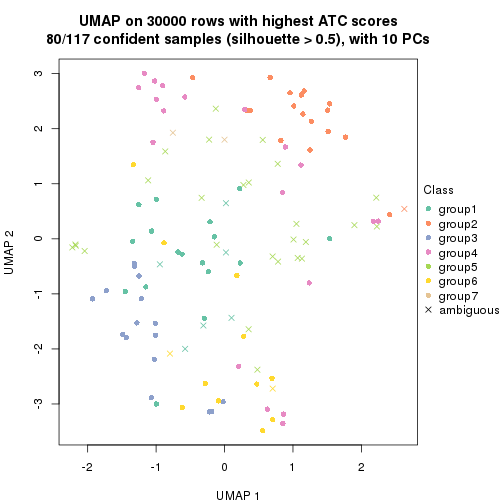 UMAP on 30000 rows with highest ATC scores
80/117 confident samples (silhouette > 0.5), with 10 PCs
3
2
1
0
-1
-2
-3
UMAP 2
-2
-1
0
1
2
UMAP 1
Class
group1
group2
group3
group4
group5
group6
group7
ambiguous